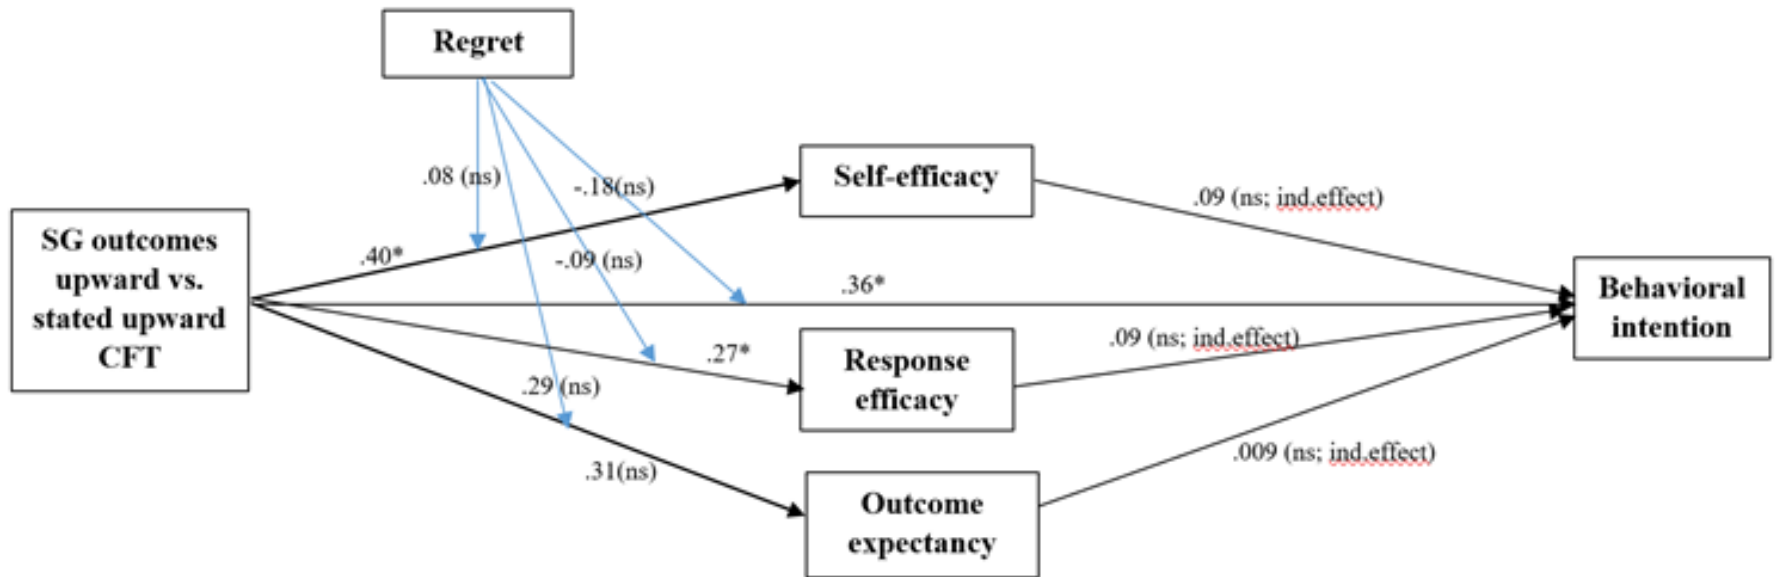 Regret
.08 (ns)
-.18(ns)
Self-efficacy
.09 (ns; ind.effect)
SG outcomes
upward vs.
stated upward
CFT
.40*
-.09 (ns)
.36*
Behavioral
intention
.27*
.09 (ns; ind.effect)
Response
efficacy
.29 (ns)
.31(ns)
.009 (ns; ind.effect)
Outcome
expectancy